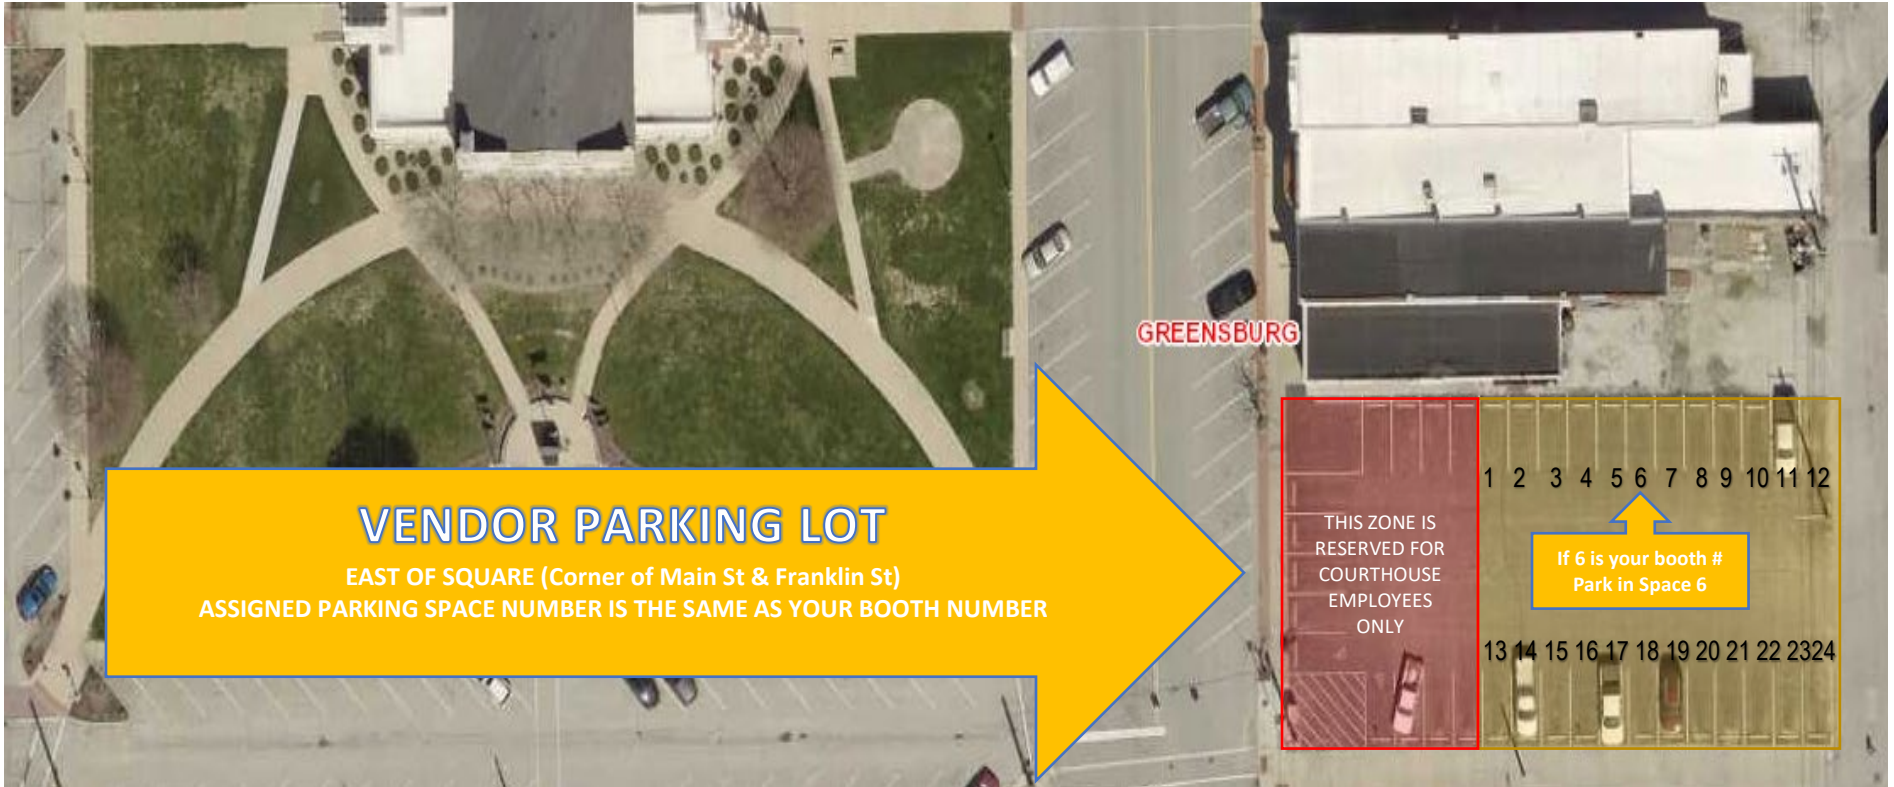 GREENSBURG
VENDOR PARKING LOT
EAST OF SQUARE (Corner of Main St & Franklin St)
ASSIGNED PARKING SPACE NUMBER IS THE SAME AS YOUR BOOTH NUMBER
THIS ZONE IS
RESERVED FOR
COURTHOUSE
EMPLOYEES
ONLY
1 2 3 4 5 6 7 8 9 10 11 12
If 6 is your booth #
Park in Space 6
13 14 15 16 17 18 19 20 21 22 23 24